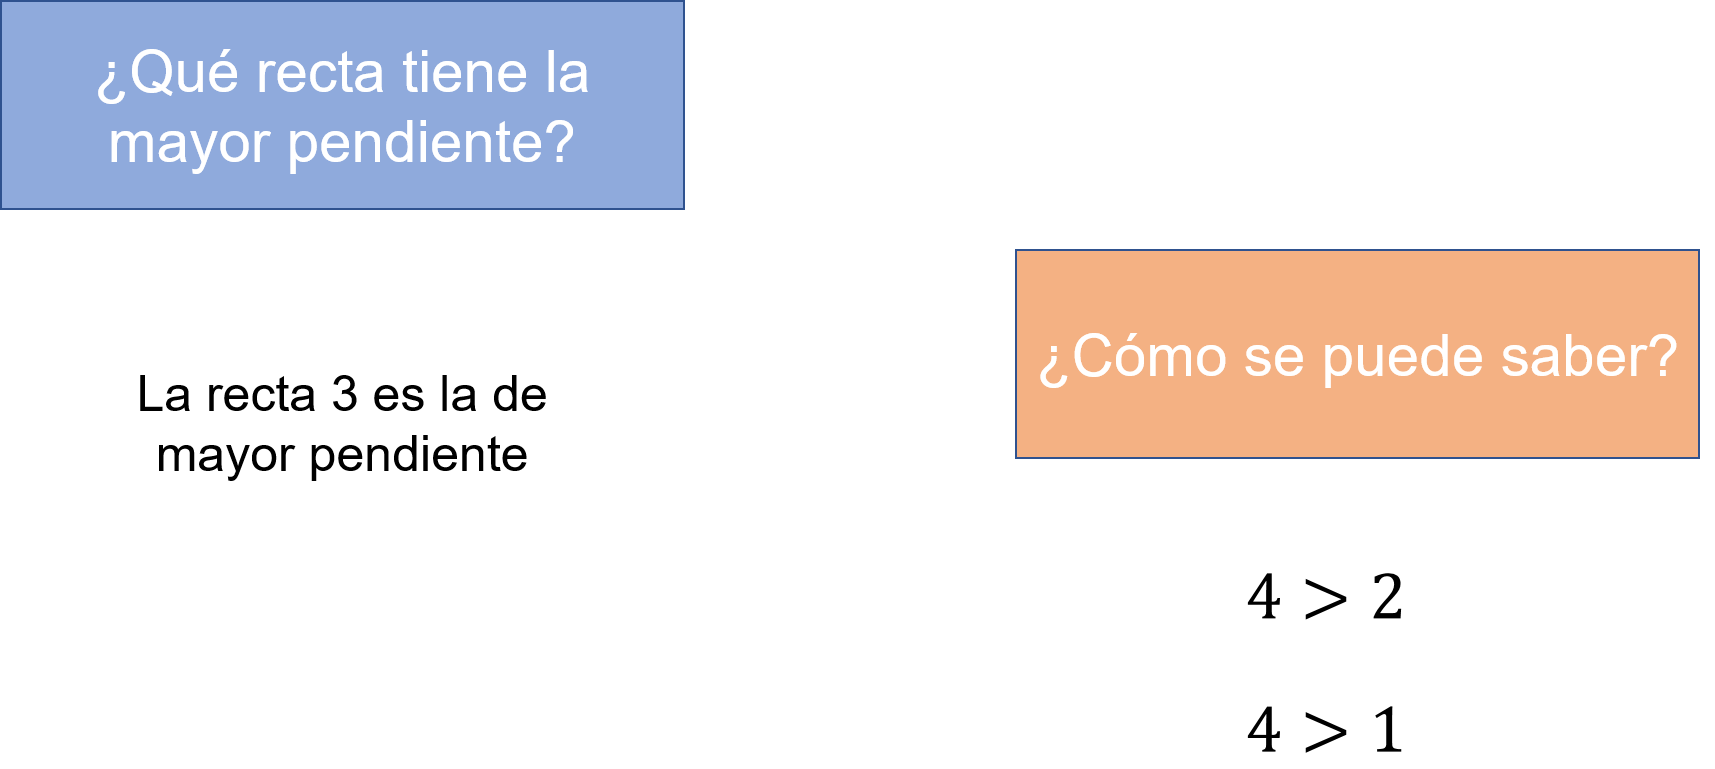 ¿Qué recta tiene la
mayor pendiente?
La recta 3 es la de
mayor pendiente
¿Cómo se puede saber?
4 > 2
4 > 1